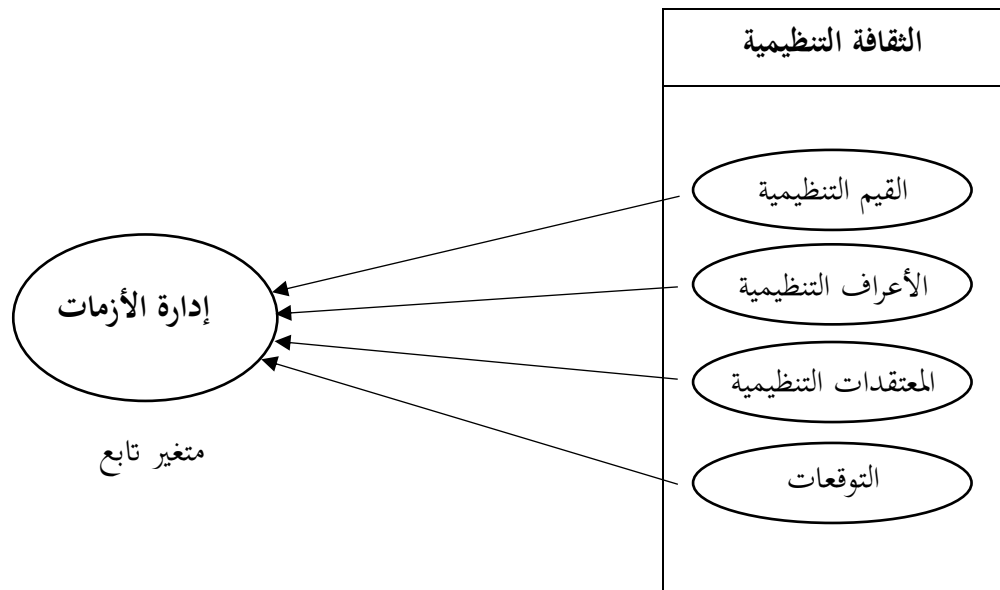 الثقافة التنظيمية
القيم التنظيمية
الأعراف التنظيمية
المعتقدات التنظيمية
التوقعات
إدارة الأزمات
متغير تابع